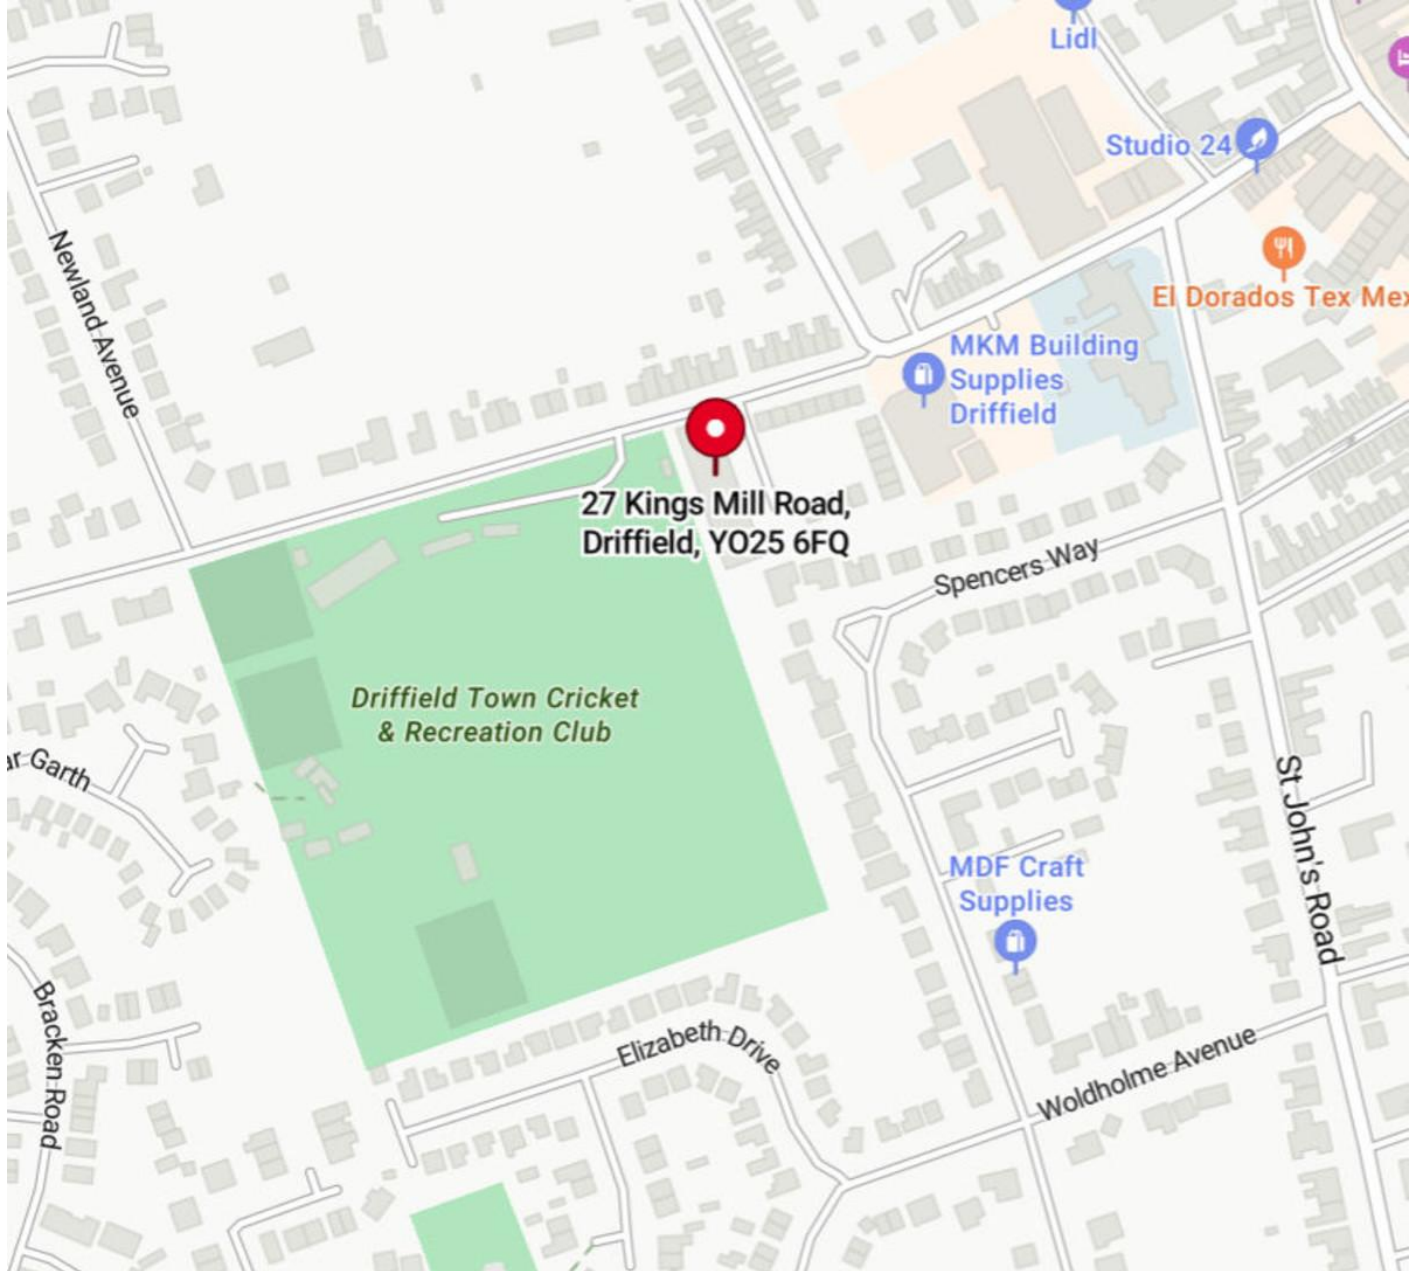 Lidl
Studio 24
El Dorados Tex Mex
Newland Avenue
MKM Building
Supplies
Driffield
27 Kings Mill Road,
Driffield, YO25 6FQ
Spencers Way
Driffield Town Cricket
& Recreation Club
ar Garth
St John's Road
MDF Craft
Supplies
Bracken Road
Elizabeth Drive
Woldholme Avenue